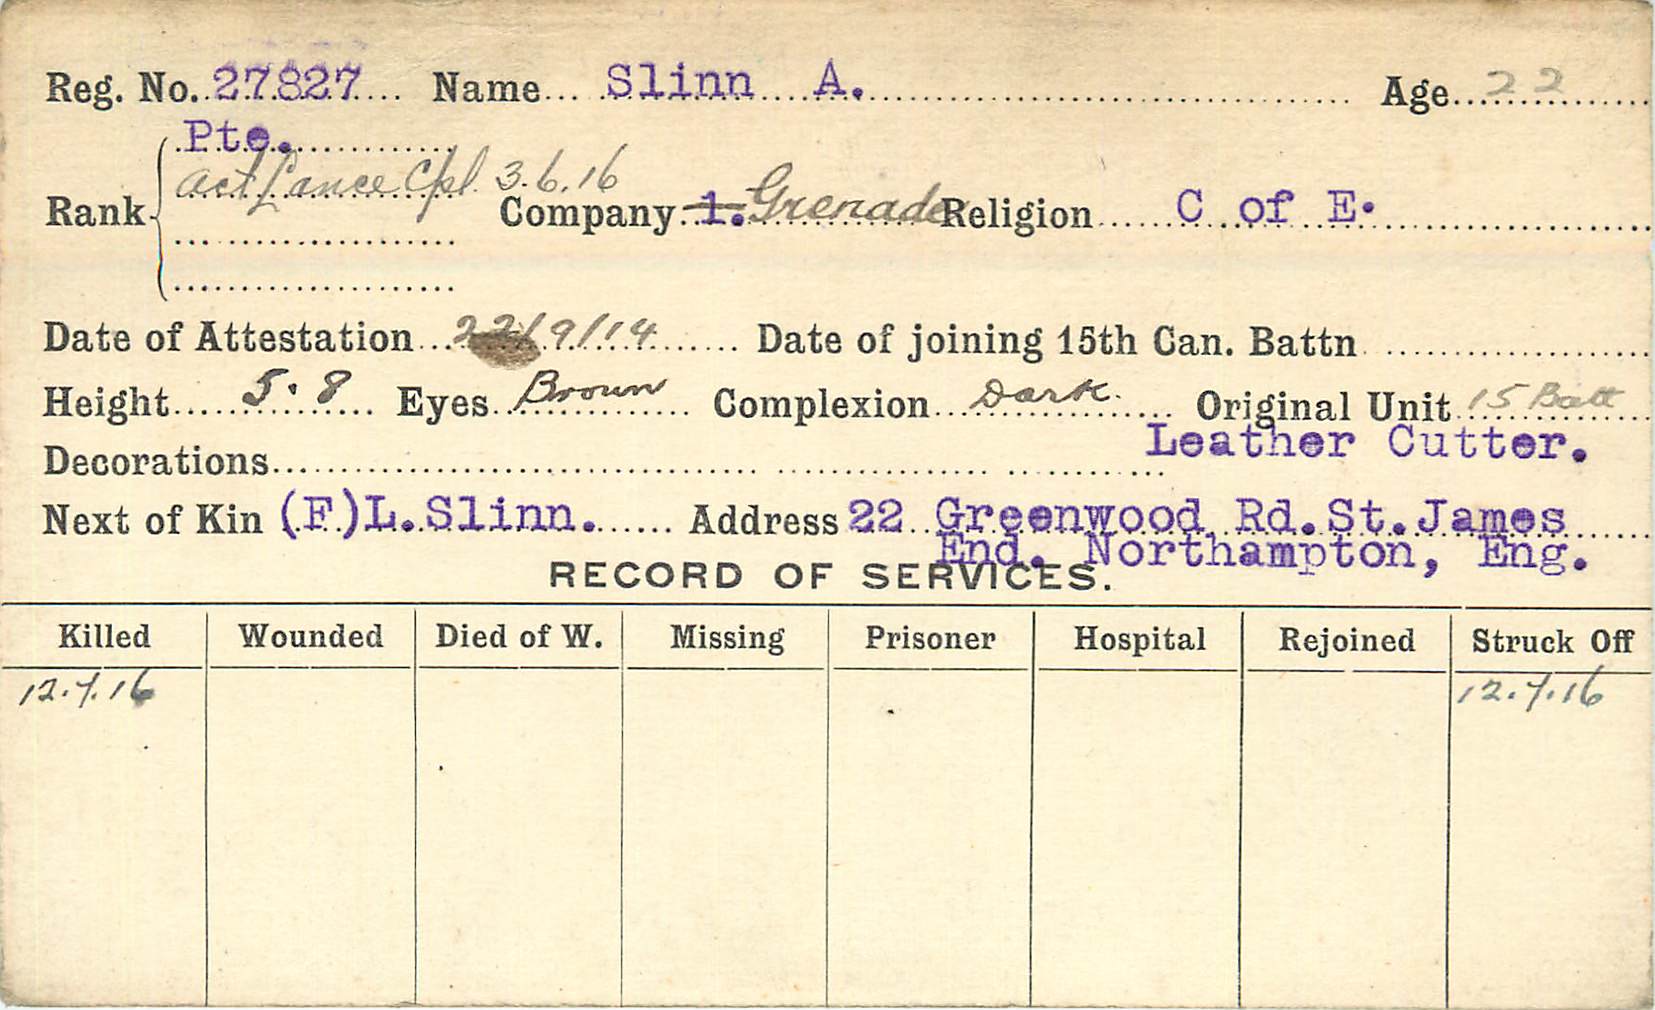 Reg. No. 27827 Name Slinn A. Age 22
Pte.
Act Lance Cpl. 3.6.16
Rank Company 1. Grenade Religion C of E.
Date of Attestation 22/9/14 Date of joining 15th Can. Battn
Height 5.8 Eyes Brown Complexion Dark. Original Unit 15 Batt
Leather Cutter.
Decorations
Next of Kin (F)L.Slinn. Address 22 Greenwood Rd.St.James
End. Northampton, Eng.
RECORD OF SERVICES.
Killed Wounded Died of W. Missing Prisoner Hospital Rejoined Struck Off
12.7.16 12.7.16